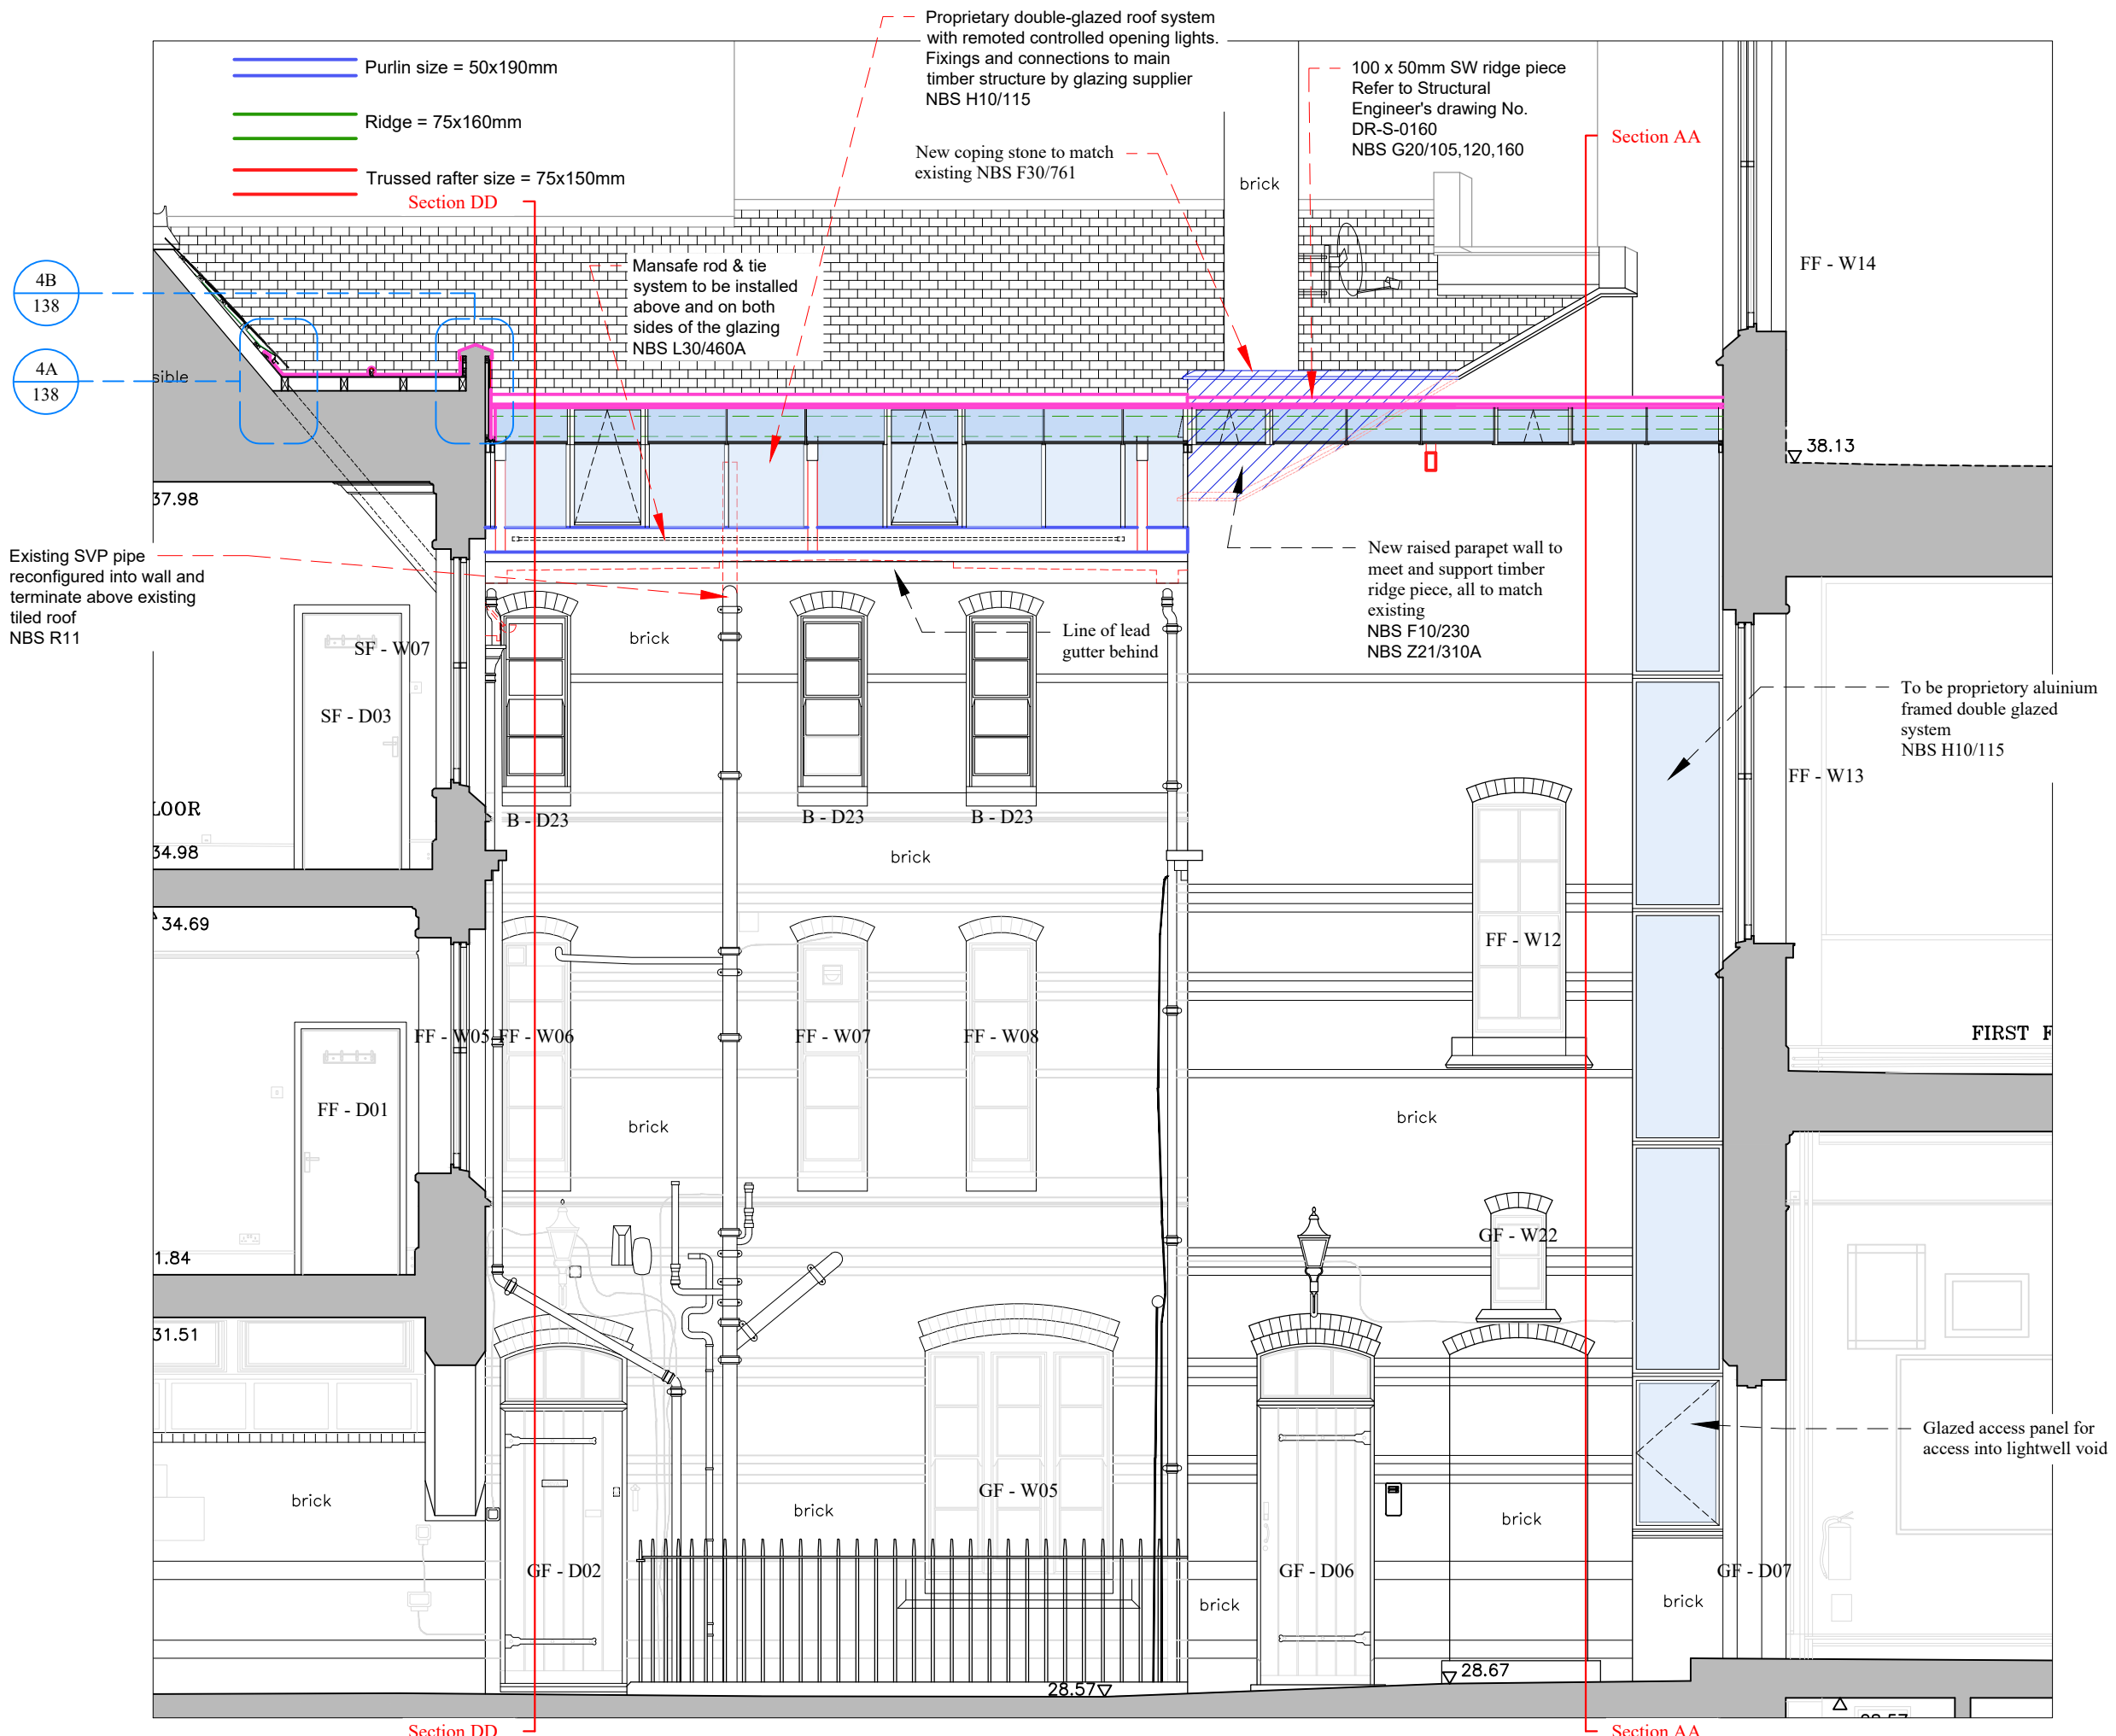 Proprietary double-glazed roof system
with remoted controlled opening lights.
Fixings and connections to main
timber structure by glazing supplier
NBS H10/115
Purlin size = 50x190mm
Ridge = 75x160mm
Trussed rafter size = 75x150mm
100 x 50mm SW ridge piece
Refer to Structural
Engineer's drawing No.
DR-S-0160
NBS G20/105,120,160
Section AA
New coping stone to match
existing NBS F30/761
brick
Section DD
Mansafe rod & tie
system to be installed
above and on both
sides of the glazing
NBS L30/460A
FF - W14
4B
138
4A
138
sible
38.13
37.98
Existing SVP pipe
reconfigured into wall and
terminate above existing
tiled roof
NBS R11
New raised parapet wall to
meet and support timber
ridge piece, all to match
existing
NBS F10/230
NBS Z21/310A
Line of lead
gutter behind
brick
SF - W07
SF - D03
To be proprietory aluinium
framed double glazed
system
NBS H10/115
FF - W13
LOOR
B - D23
B - D23
B - D23
34.98
brick
34.69
FF - W12
FF - W05
FF - W06
FF - W07
FF - W08
FIRST F
FF - D01
brick
brick
GF - W22
1.84
31.51
Glazed access panel for
access into lightwell void
brick
brick
GF - W05
brick
GF - D02
GF - D06
GF - D07
brick
brick
28.67
28.57
Section DD
Section AA